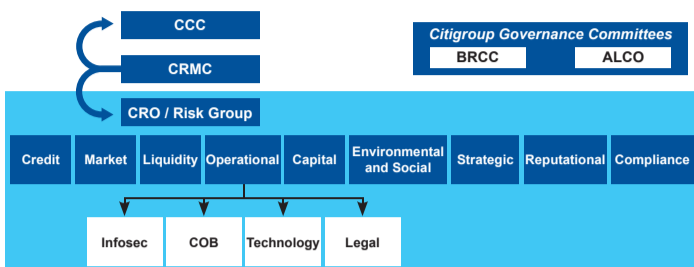 CCC
Citigroup Governance Committees
BRCC
ALCO
CRMC
CRO / Risk Group
Credit
Market
Liquidity
Operational
Capital
Environmental
and Social
Strategic
Reputational
Compliance
Infosec
COB
Technology
Legal